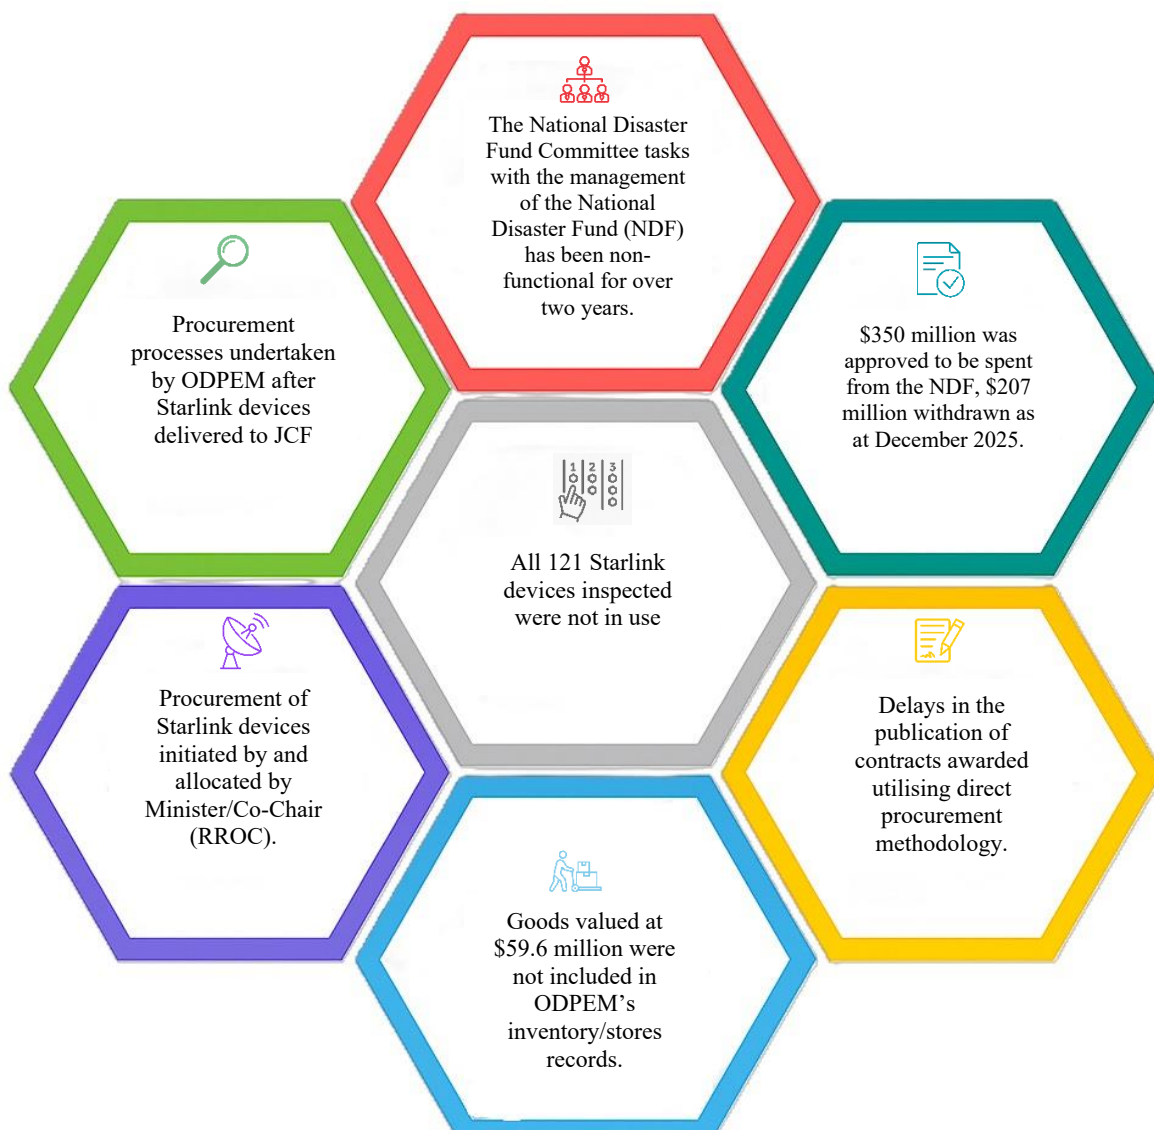 The National Disaster
Fund Committee tasks
with the management
of the National
Disaster Fund (NDF)
has been non-
functional for over
two years.
Procurement
processes undertaken
by ODPEM after
Starlink devices
delivered to JCF
$350 million was
approved to be spent
from the NDF, $207
million withdrawn as
at December 2025.
1 2 3
All 121 Starlink
devices inspected
were not in use
Procurement of
Starlink devices
initiated by and
allocated by
Minister/Co-Chair
(RROC).
Delays in the
publication of
contracts awarded
utilising direct
procurement
methodology.
Goods valued at
$59.6 million were
not included in
ODPEM’s
inventory/stores
records.